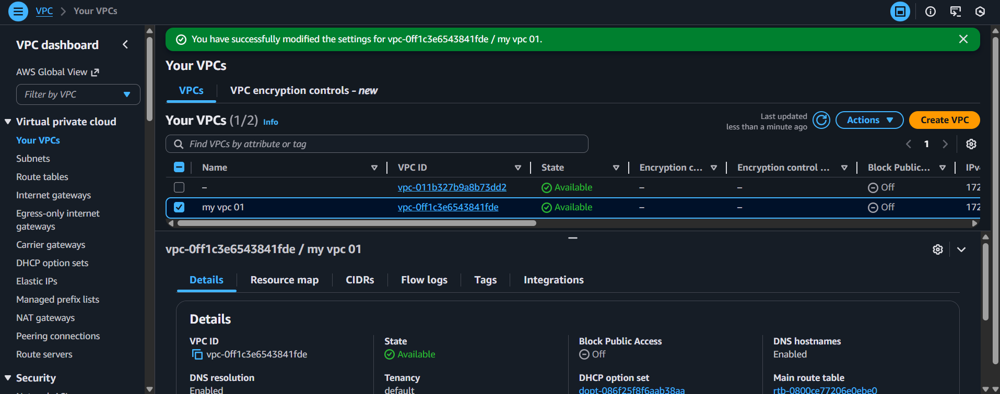 VPC > Your VPCs
VPC dashboard
AWS Global View
Filter by VPC
Virtual private cloud
Your VPCs
Subnets
Route tables
Internet gateways
Egress-only internet
gateways
Carrier gateways
DHCP option sets
Elastic IPs
Managed prefix lists
NAT gateways
Peering connections
Route servers
Security
You have successfully modified the settings for vpc-0ff1c3e6543841fde / my vpc 01.
Your VPCs
VPCs
VPC encryption controls - new
Your VPCs (1/2) Info
Last updated
less than a minute ago
Actions
Create VPC
Find VPCs by attribute or tag
1
Name VPC ID State Encryption c... Encryption control ... Block Public...
– vpc-011b327b9a8b73dd2 Available – – Off 172
my vpc 01 vpc-0ff1c3e6543841fde Available – – Off 172
vpc-0ff1c3e6543841fde / my vpc 01
Details Resource map CIDRs Flow logs Tags Integrations
Details
VPC ID
vpc-0ff1c3e6543841fde
State
Available
Block Public Access
Off
DNS hostnames
Enabled
DNS resolution
Enabled
Tenancy
default
DHCP option set
dopt-086f25f8f6aab38aa
Main route table
rtb-0800ce77206e0ebe0